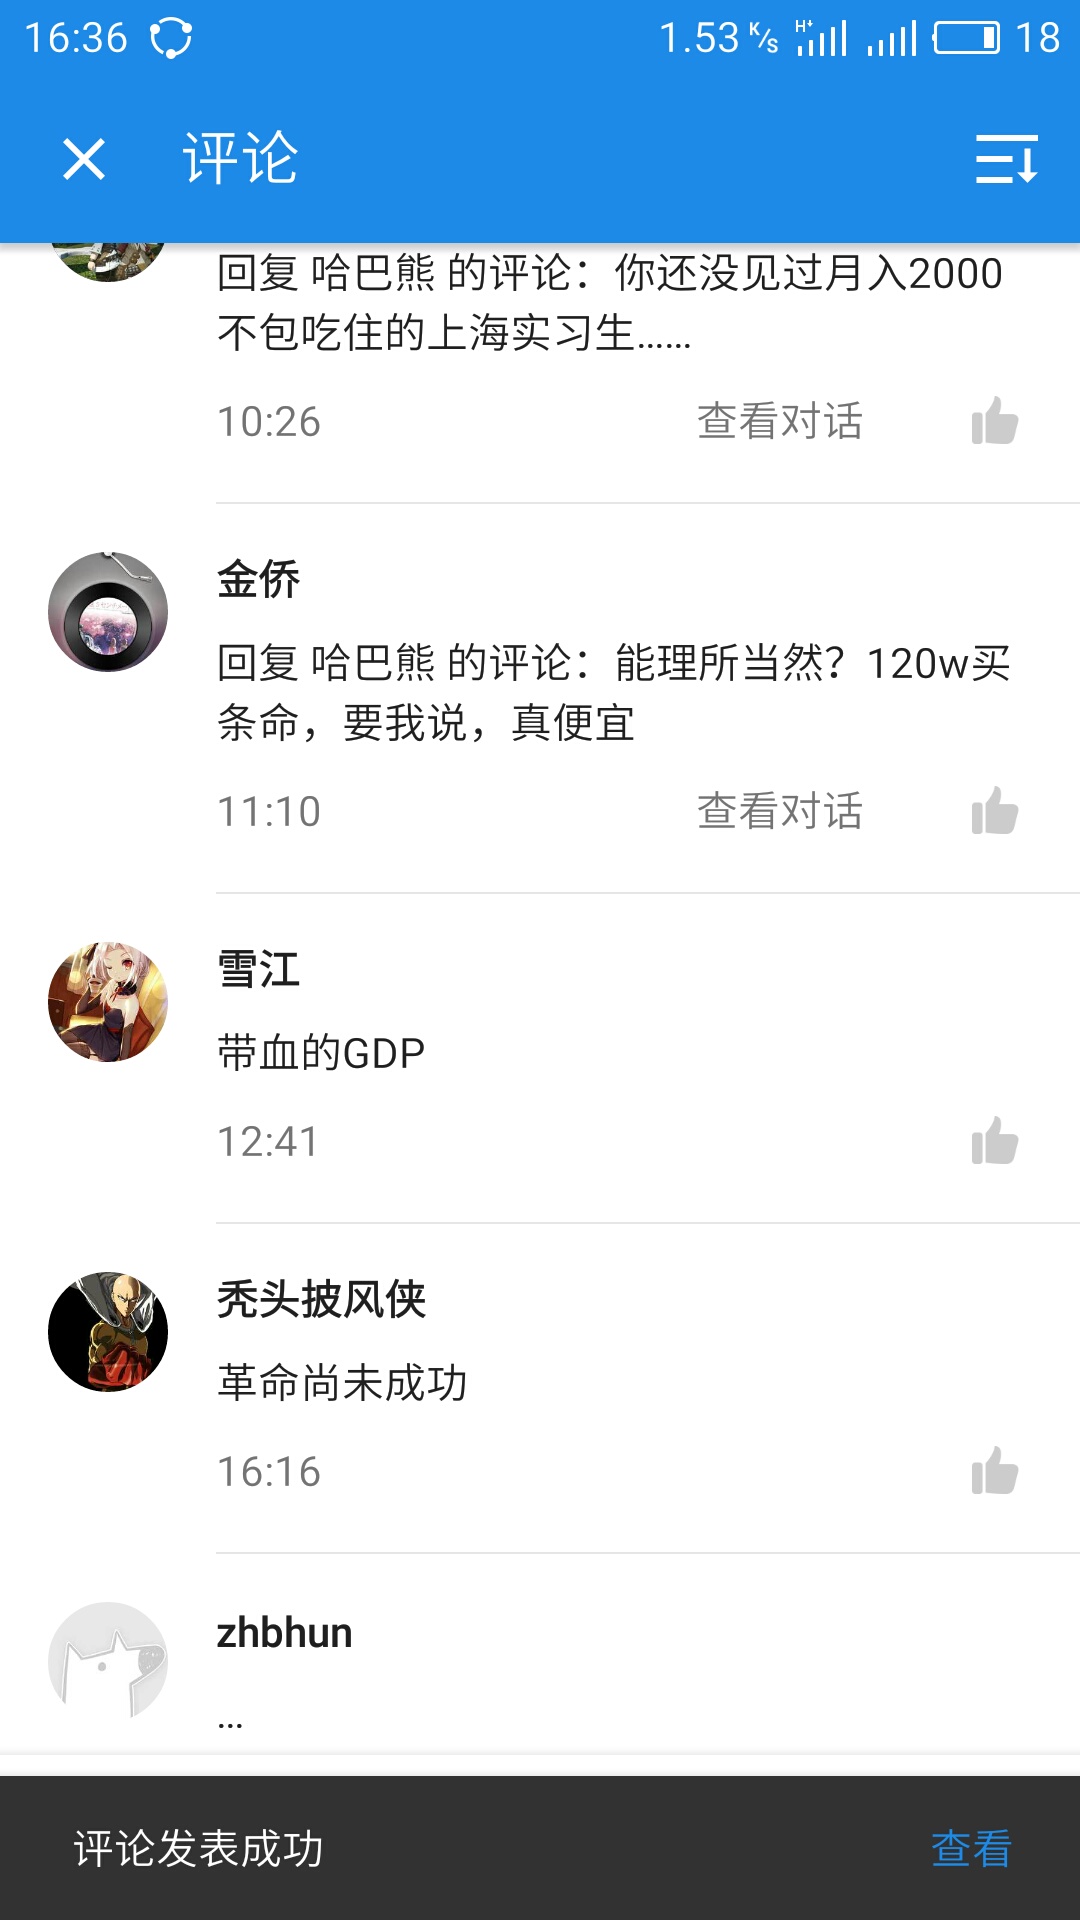 16:36 1.53 K/s H+ 18
评论
回复 哈巴熊 的评论：你还没见过月入2000
不包吃住的上海实习生……
10:26 查看对话
金侨
回复 哈巴熊 的评论：能理所当然？120w买
条命，要我说，真便宜
11:10 查看对话
雪江
带血的GDP
12:41
秃头披风侠
革命尚未成功
16:16
zhbhun
...
评论发表成功 查看